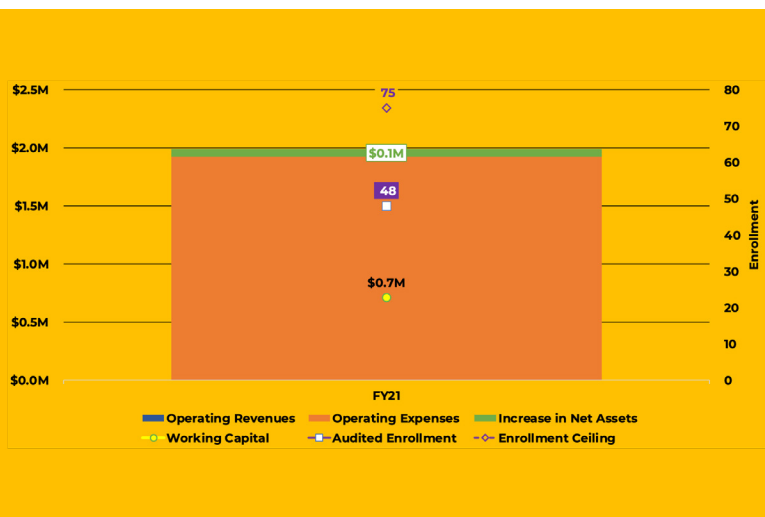 75
$2.5M
80
70
$2.0M
$0.1M
60
48
$1.5M
50
40
$1.0M
30
$0.7M
20
$0.5M
10
$0.0M
0
Enrollment
FY21
Operating Revenues Operating Expenses Increase in Net Assets
Working Capital Audited Enrollment Enrollment Ceiling